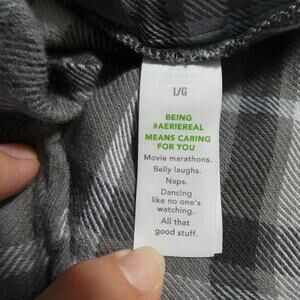 L/G
BEING
#AERIEREAL
MEANS CARING
FOR YOU
Movie marathons.
Belly laughs.
Naps.
Dancing
like no one's
watching.
All that
good stuff.